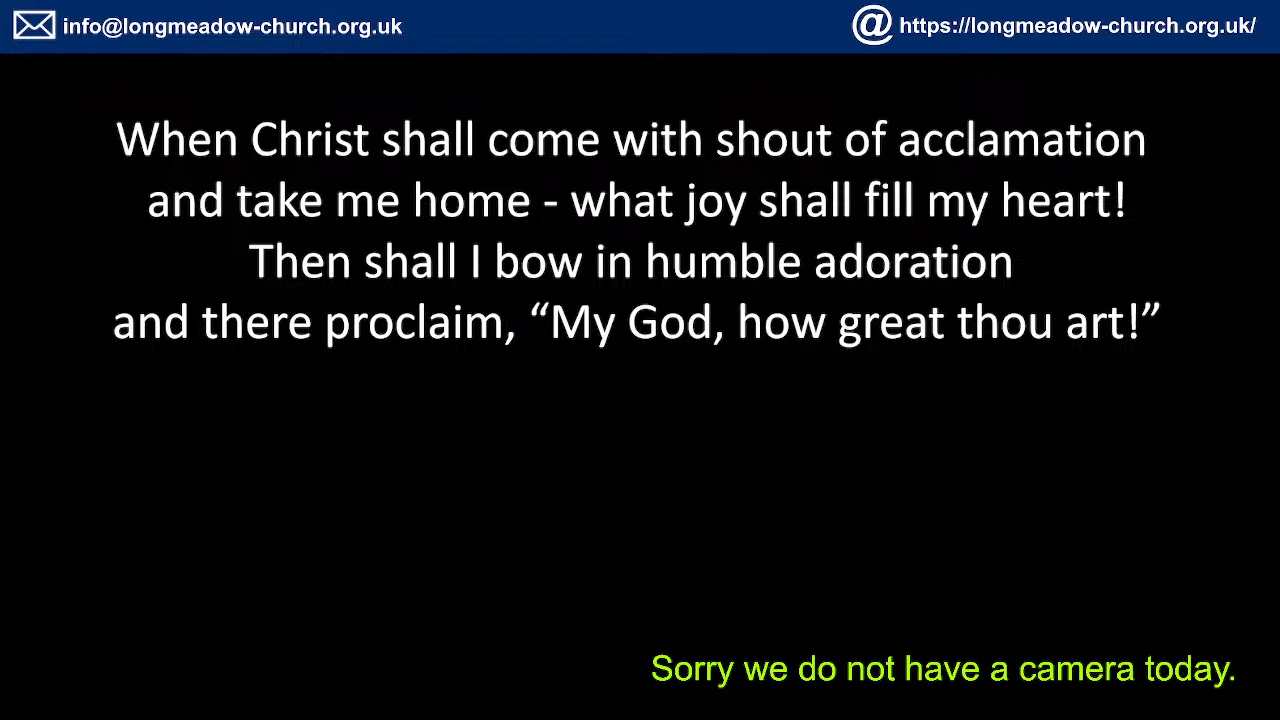 info@longmeadow-church.org.uk
https://longmeadow-church.org.uk/
When Christ shall come with shout of acclamation
and take me home - what joy shall fill my heart!
Then shall I bow in humble adoration
and there proclaim, “My God, how great thou art!”
Sorry we do not have a camera today.